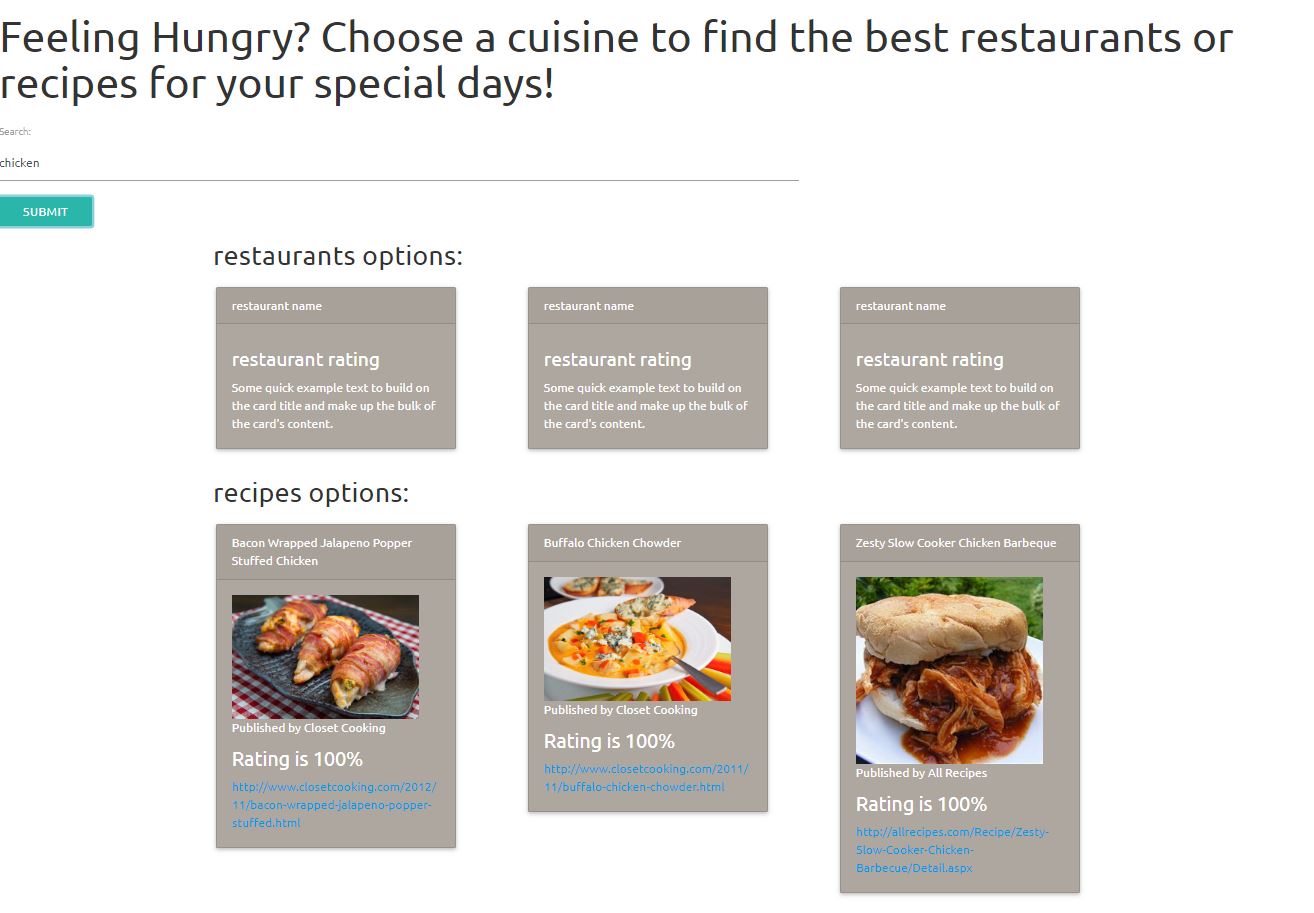 Feeling Hungry? Choose a cuisine to find the best restaurants or
recipes for your special days!
Search:
chicken
SUBMIT
restaurants options:
restaurant name
restaurant rating
Some quick example text to build on
the card title and make up the bulk of
the card's content.
restaurant name
restaurant rating
Some quick example text to build on
the card title and make up the bulk of
the card's content.
restaurant name
restaurant rating
Some quick example text to build on
the card title and make up the bulk of
the card's content.
recipes options:
Bacon Wrapped Jalapeno Popper
Stuffed Chicken
Published by Closet Cooking
Rating is 100%
http://www.closetcooking.com/2012/
11/bacon-wrapped-jalapeno-popper-
stuffed.html
Buffalo Chicken Chowder
Published by Closet Cooking
Rating is 100%
http://www.closetcooking.com/2011/
11/buffalo-chicken-chowder.html
Zesty Slow Cooker Chicken Barbeque
Published by All Recipes
Rating is 100%
http://allrecipes.com/Recipe/Zesty-
Slow-Cooker-Chicken-
Barbecue/Detail.aspx